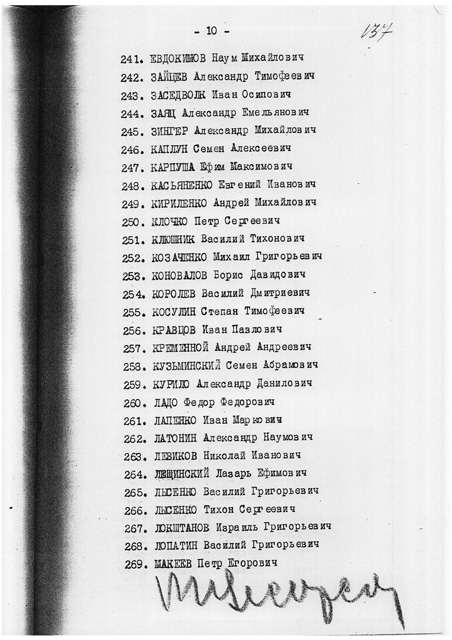 - 10 -
137
241. ЕВДОКИМОВ Наум Михайлович
242. ЗАЙЦЕВ Александр Тимофеевич
243. ЗАСЕДВОЛК Иван Осипович
244. ЗАЯЦ Александр Емельянович
245. ЗИНГЕР Александр Михайлович
246. КАПЛУН Семен Алексеевич
247. КАРПУША Ефим Максимович
248. КАСЬЯНЕНКО Евгений Иванович
249. КИРИЛЕНКО Андрей Михайлович
250. КЛОЧКО Петр Сергеевич
251. КЛЮШНИК Василий Тихонович
252. КОЗАЧЕНКО Михаил Григорьевич
253. КОНОВАЛОВ Борис Давидович
254. КОРОЛЕВ Василий Дмитриевич
255. КОСУЛИН Степан Тимофеевич
256. КРАВЦОВ Иван Павлович
257. КРЕМЕННОЙ Андрей Андреевич
258. КУЗЬМИНСКИЙ Семен Абрамович
259. КУРИЛО Александр Данилович
260. ЛАДО Федор Федорович
261. ЛАПЕНКО Иван Маркович
262. ЛАТОНИН Александр Наумович
263. ЛЕВИКОВ Николай Иванович
264. ЛЕЩИНСКИЙ Лазарь Ефимович
265. ЛЫСЕНКО Василий Григорьевич
266. ЛЫСЕНКО Тихон Сергеевич
267. ЛОКШТАНОВ Израиль Григорьевич
268. ЛОПАТИН Василий Григорьевич
269. МАКЕЕВ Петр Егорович